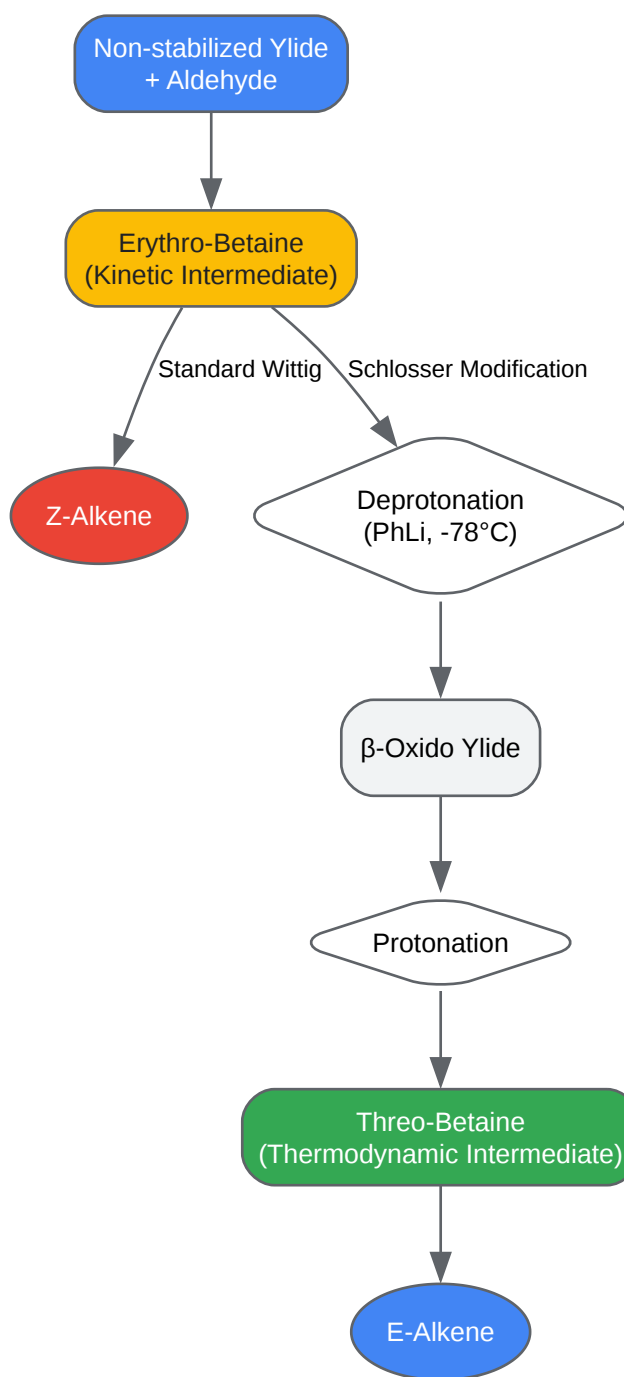 Non-stabilized Ylide
+ Aldehyde
Erythro-Betaine
(Kinetic Intermediate)
Standard Wittig
Schlosser Modification
Z-Alkene
Deprotonation
(PhLi, -78°C)
β-Oxido Ylide
Protonation
Threo-Betaine
(Thermodynamic Intermediate)
E-Alkene